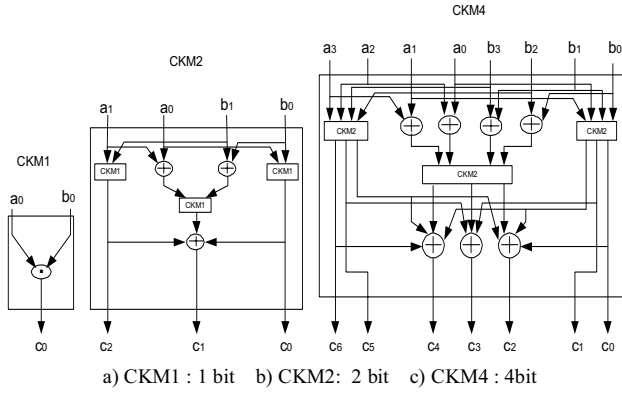 CKM4
a3 a2 a1 a0 b3 b2 b1 b0
CKM2
a1 a0 b1 b0
CKM2 CKM2
CKM1
CKM1 CKM1
CKM2
a0 b0
CKM1
c0 c2 c1 c0 c6 c5 c4 c3 c2 c1 c0
a) CKM1 : 1 bit b) CKM2: 2 bit c) CKM4 : 4bit